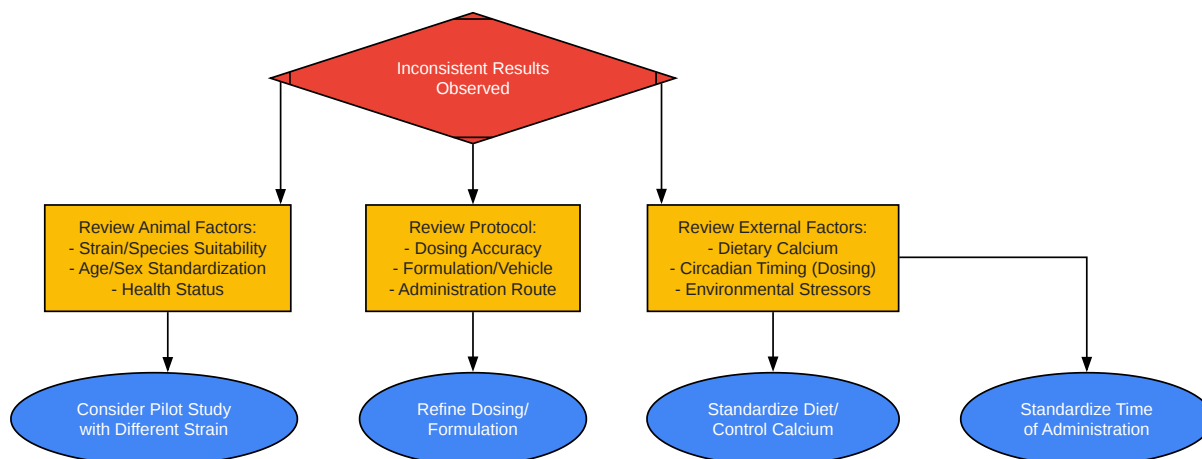 Inconsistent Results
Observed
Review Animal Factors:
- Strain/Species Suitability
- Age/Sex Standardization
- Health Status
Review Protocol:
- Dosing Accuracy
- Formulation/Vehicle
- Administration Route
Review External Factors:
- Dietary Calcium
- Circadian Timing (Dosing)
- Environmental Stressors
Consider Pilot Study
with Different Strain
Refine Dosing/
Formulation
Standardize Diet/
Control Calcium
Standardize Time
of Administration